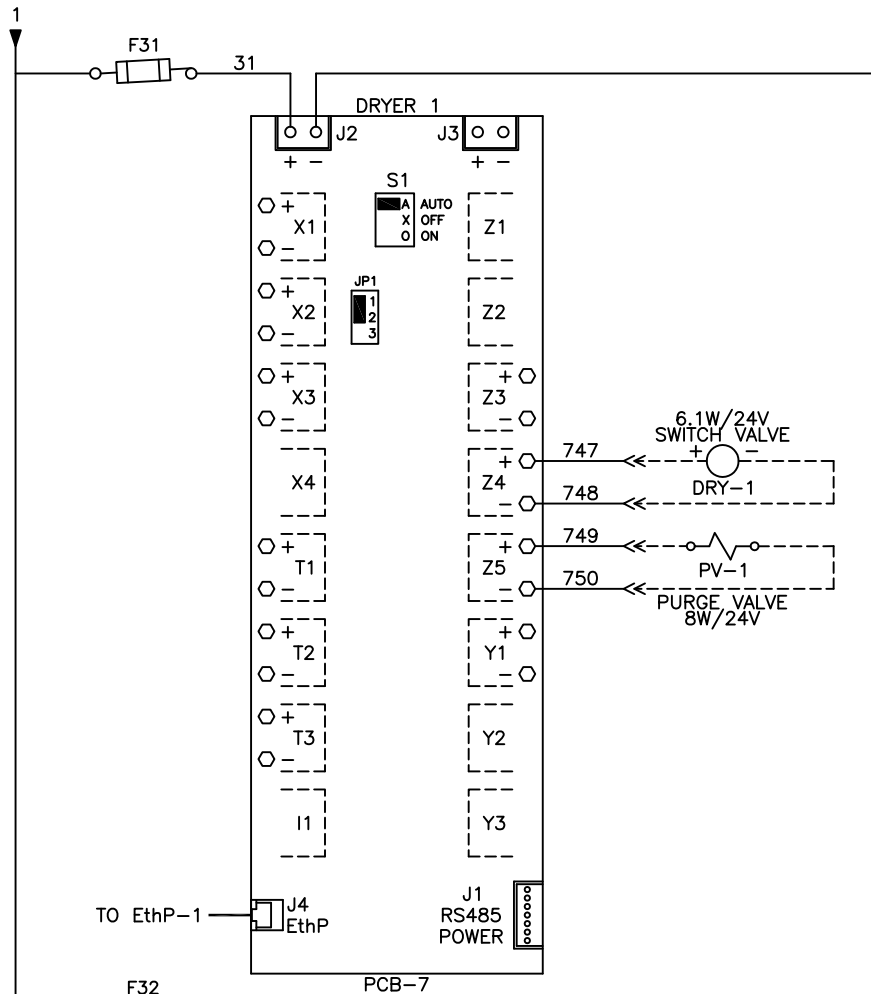 1
F31
31
DRYER 1
J2
J3
+ −
+ −
S1
A AUTO
X OFF
O ON
+
X1
−
Z1
JP1
1
2
3
+
X2
−
Z2
+
X3
−
+
Z3
−
X4
+
Z4
−
747
748
6.1W/24V
SWITCH VALVE
+ −
DRY-1
+
T1
−
+
Z5
−
749
750
PV-1
PURGE VALVE
8W/24V
+
T2
−
+
Y1
−
+
T3
−
Y2
I1
Y3
TO EthP-1
J4
EthP
J1
RS485
POWER
F32
PCB-7